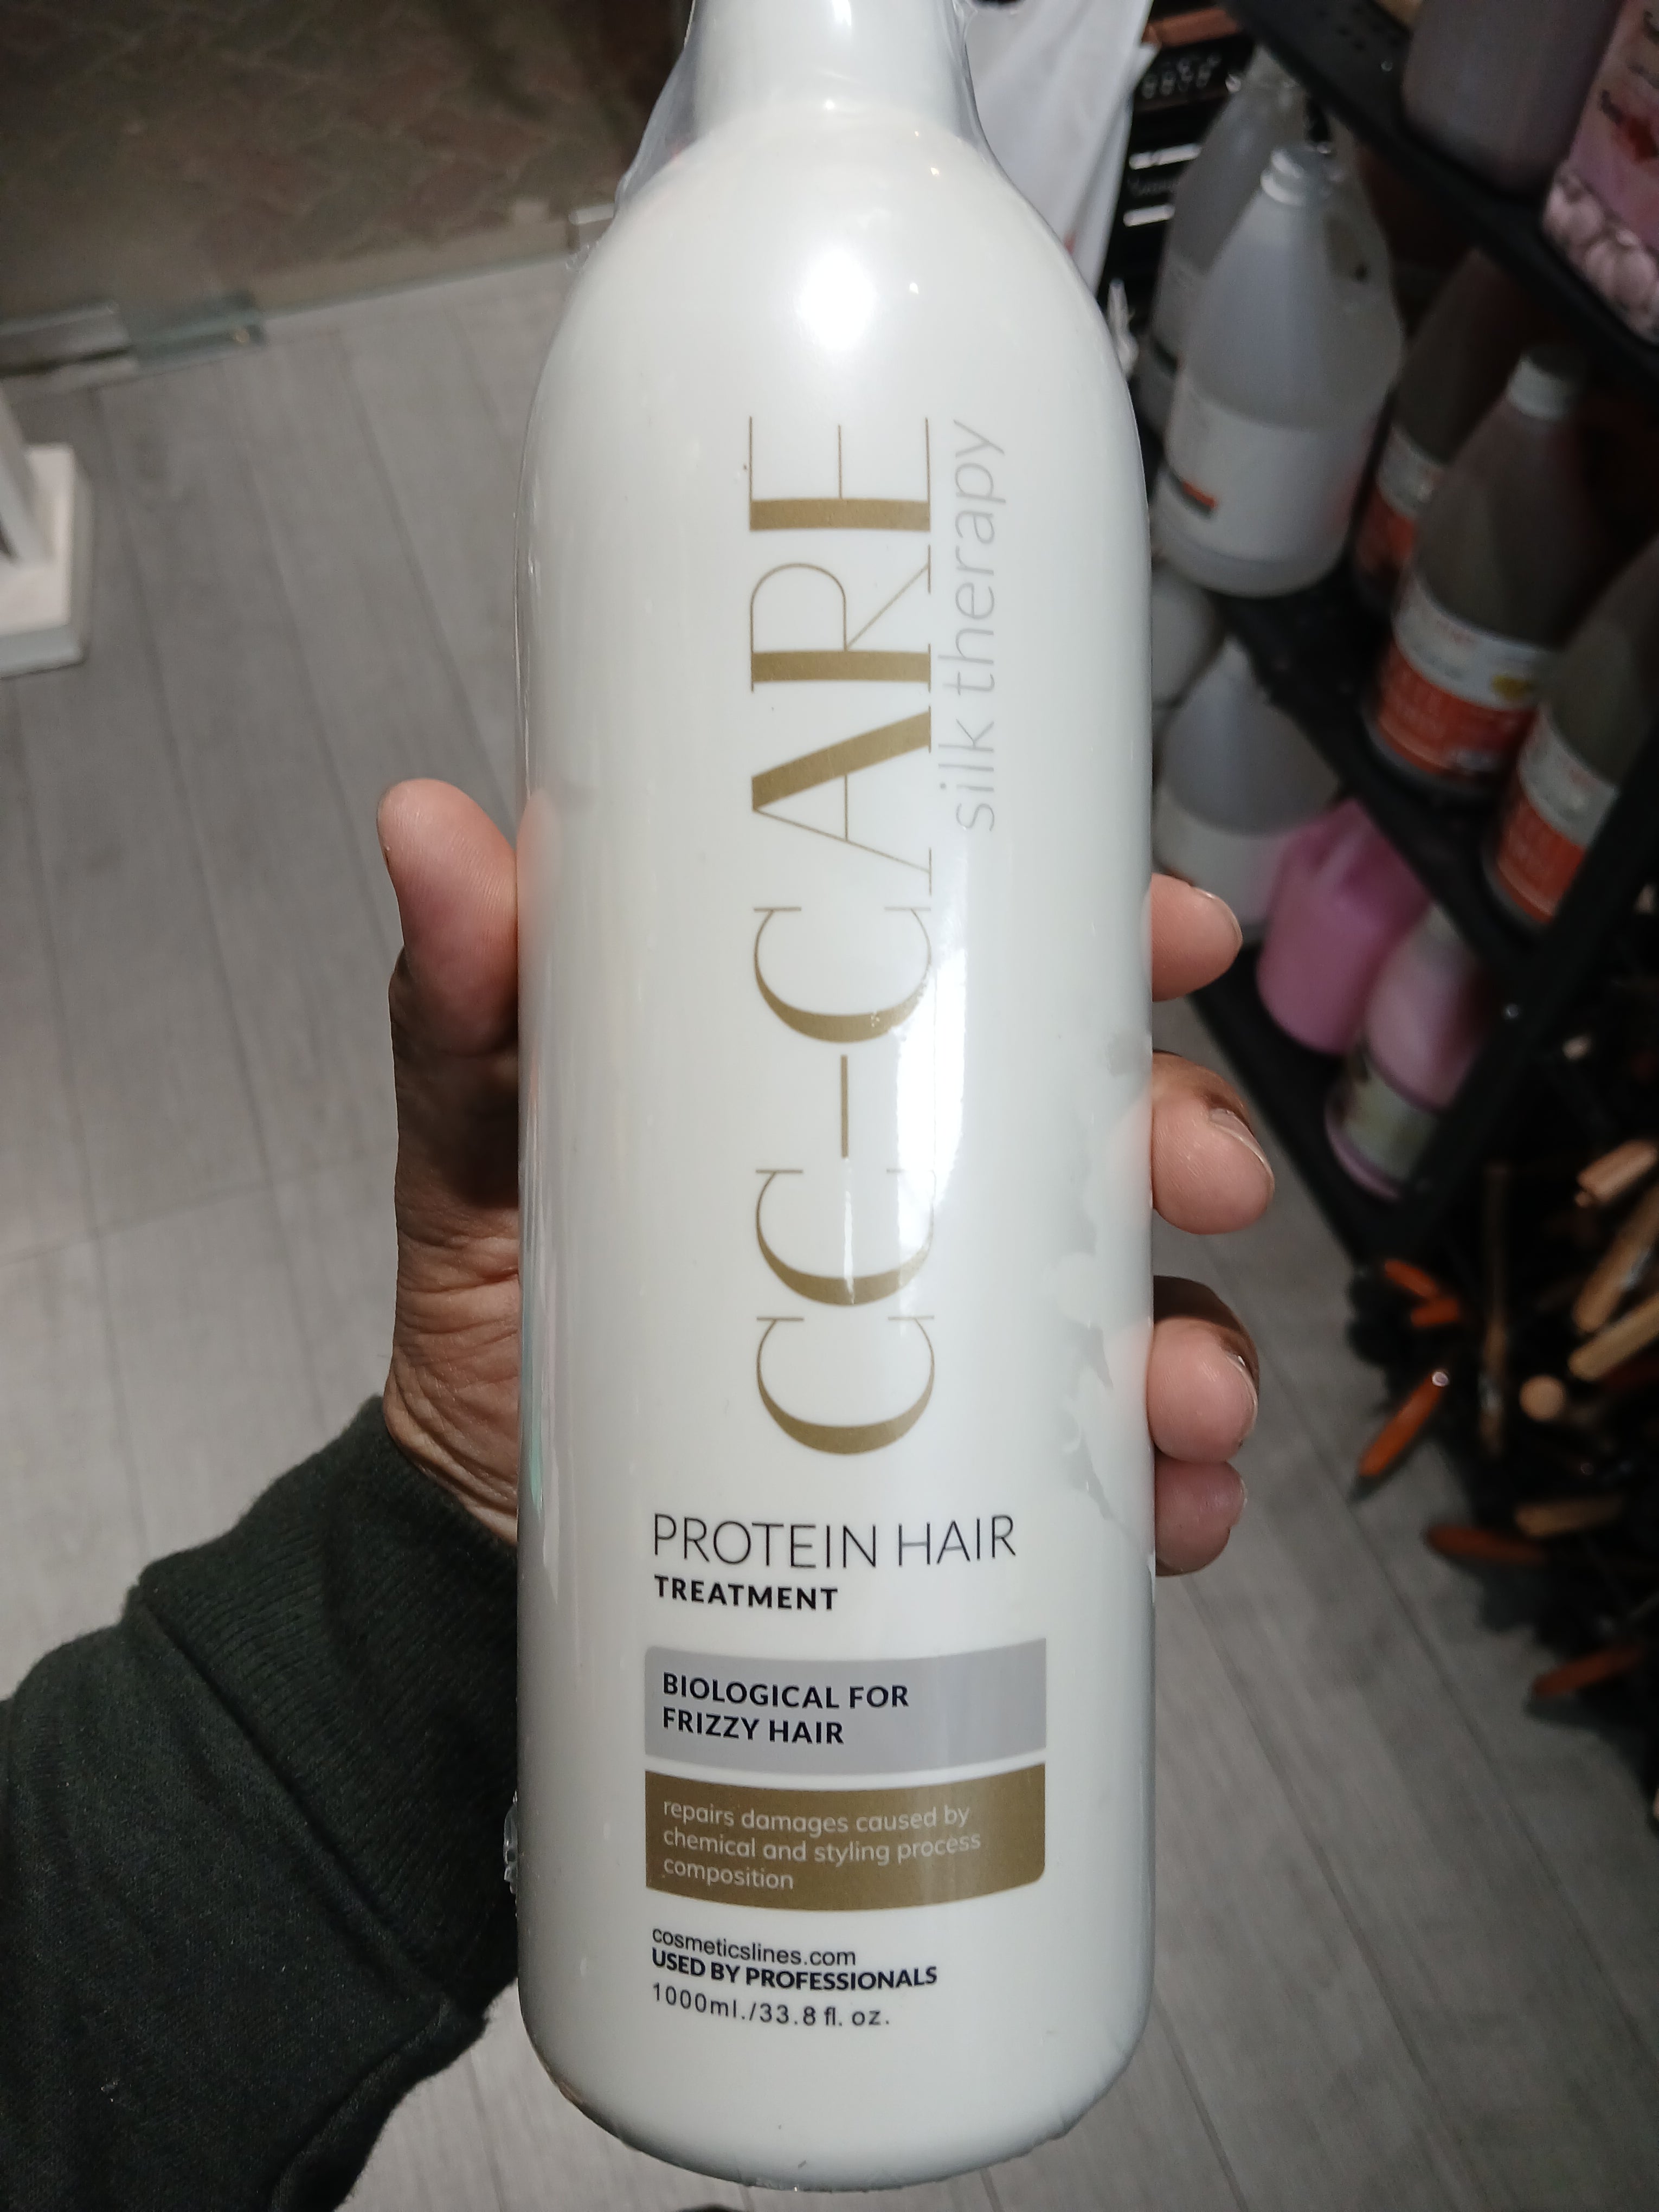 CC-CARE
silk therapy
PROTEIN HAIR
TREATMENT
BIOLOGICAL FOR
FRIZZY HAIR
repairs damages caused by
chemical and styling process
composition
cosmeticslines.com
USED BY PROFESSIONALS
1000ml./33.8 fl. oz.